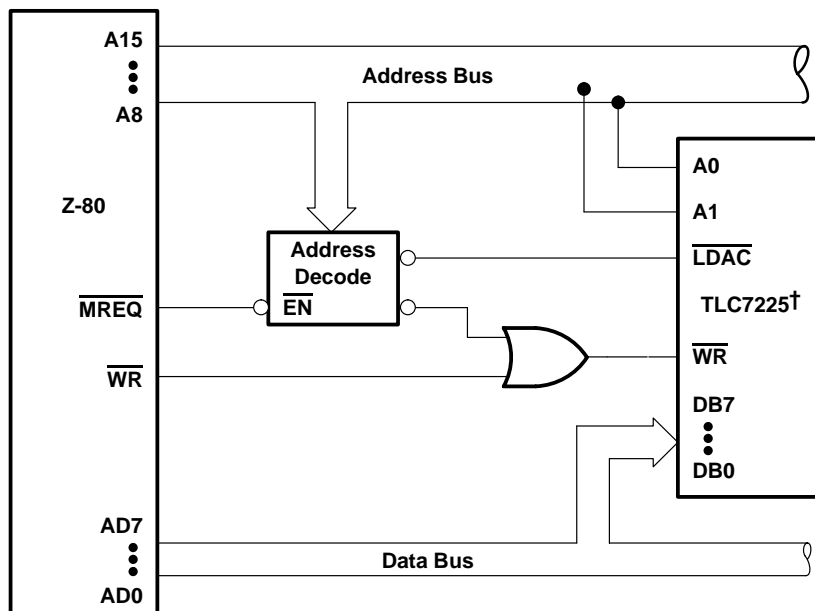 A15
A8
Address Bus
Z-80
A0
A1
Address
Decode
LDAC
MREQ
EN
TLC7225†
WR
WR
DB7
DB0
AD7
Data Bus
AD0